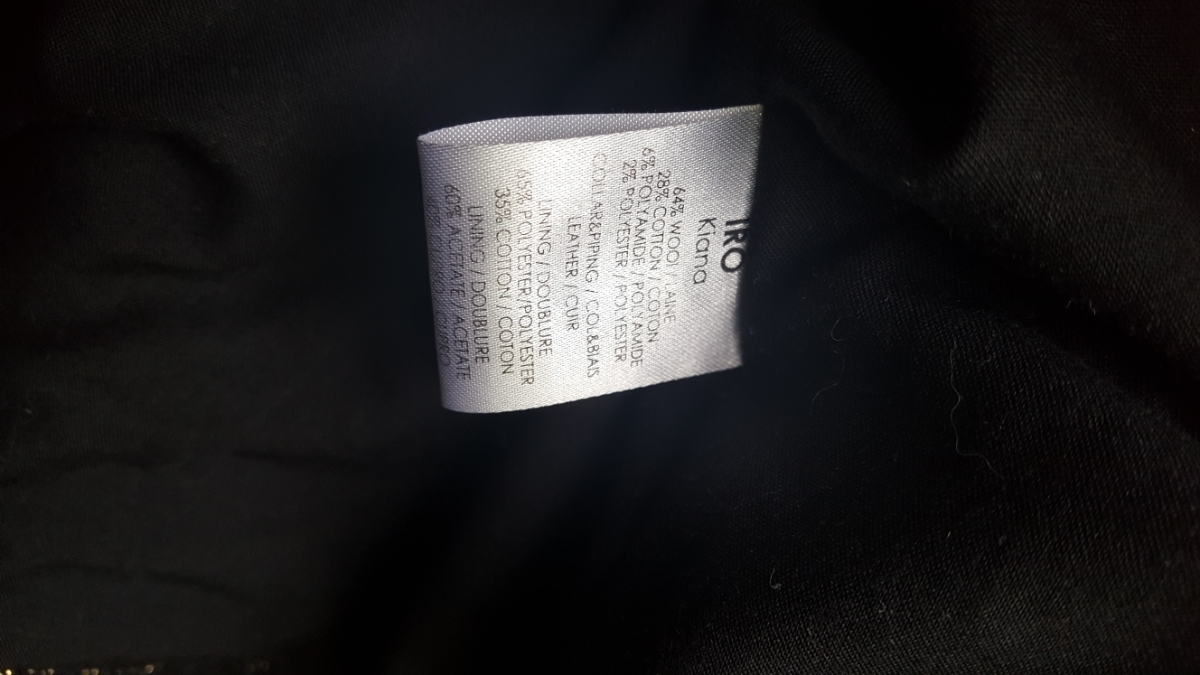 IRO
Kiana
64% WOOL / LAINE
28% COTTON / COTON
6% POLYAMIDE / POLYAMIDE
2% POLYESTER / POLYESTER
COLLAR&PIPING / COL&BIAIS
LEATHER / CUIR
LINING / DOUBLURE
65% POLYESTER/POLYESTER
35% COTTON / COTON
LINING / DOUBLURE
60% ACETATE / ACETATE